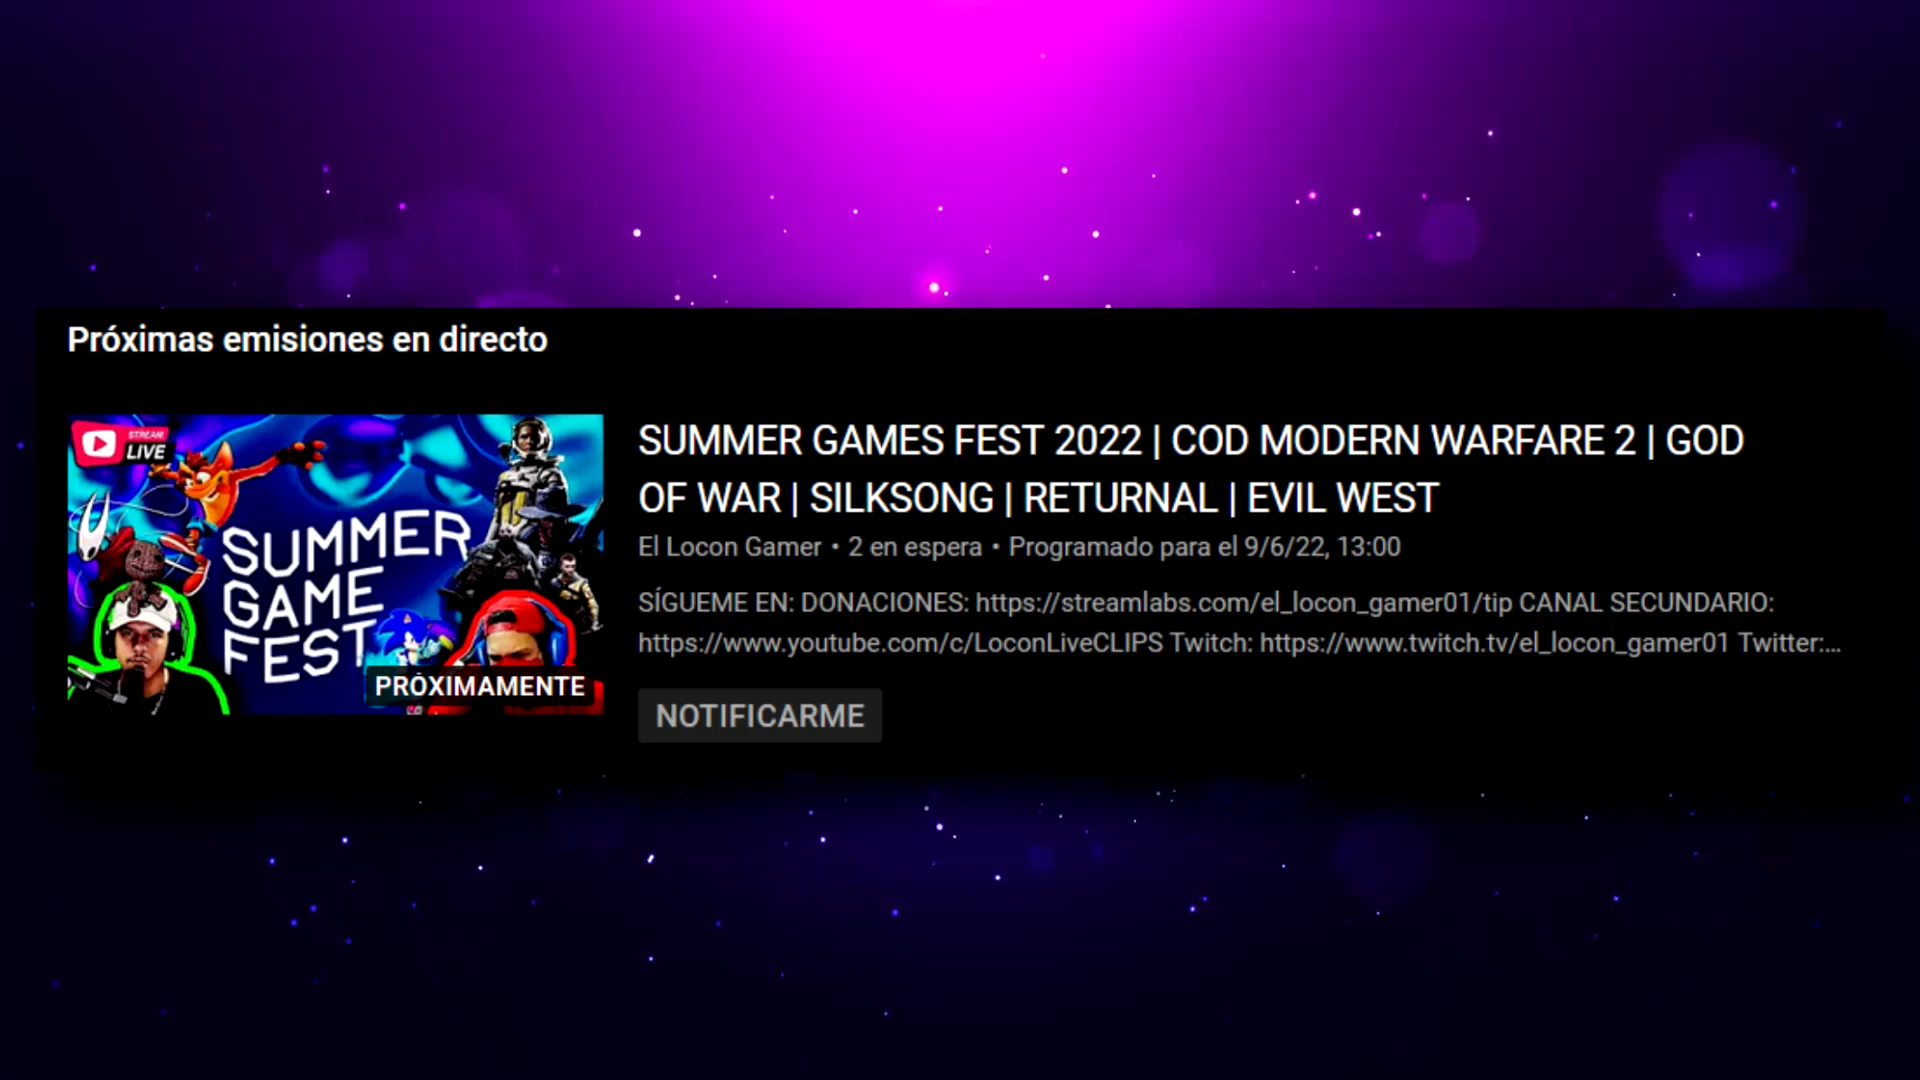 Próximas emisiones en directo
STREAM
LIVE
SUMMER
GAME
FEST
PRÓXIMAMENTE
SUMMER GAMES FEST 2022 | COD MODERN WARFARE 2 | GOD
OF WAR | SILKSONG | RETURNAL | EVIL WEST
El Locon Gamer • 2 en espera • Programado para el 9/6/22, 13:00
SÍGUEME EN: DONACIONES: https://streamlabs.com/el_locon_gamer01/tip CANAL SECUNDARIO:
https://www.youtube.com/c/LoconLiveCLIPS Twitch: https://www.twitch.tv/el_locon_gamer01 Twitter:...
NOTIFICARME